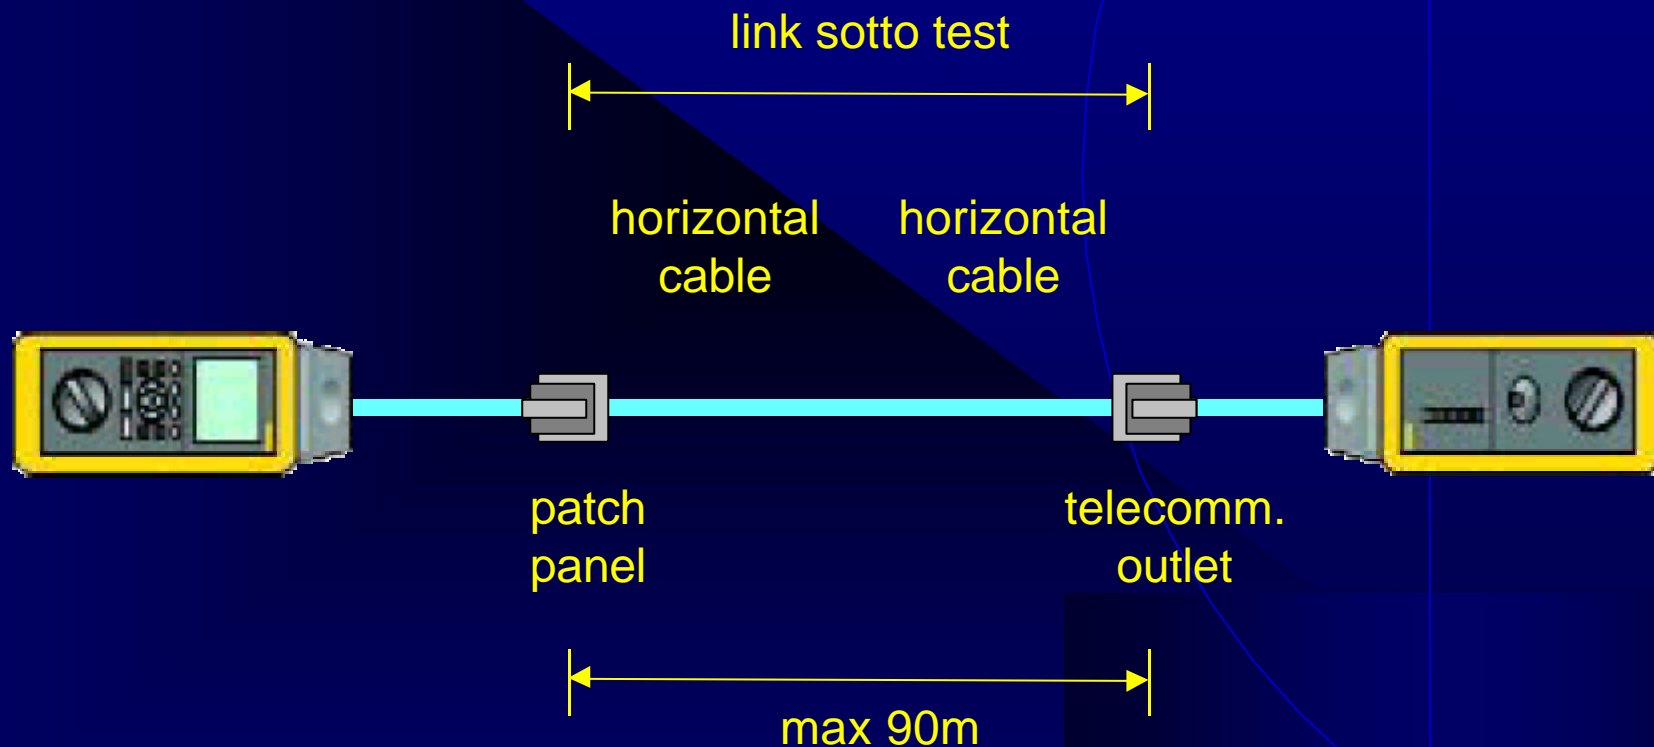 link sotto test
horizontal
cable
horizontal
cable
patch
panel
telecomm.
outlet
max 90m